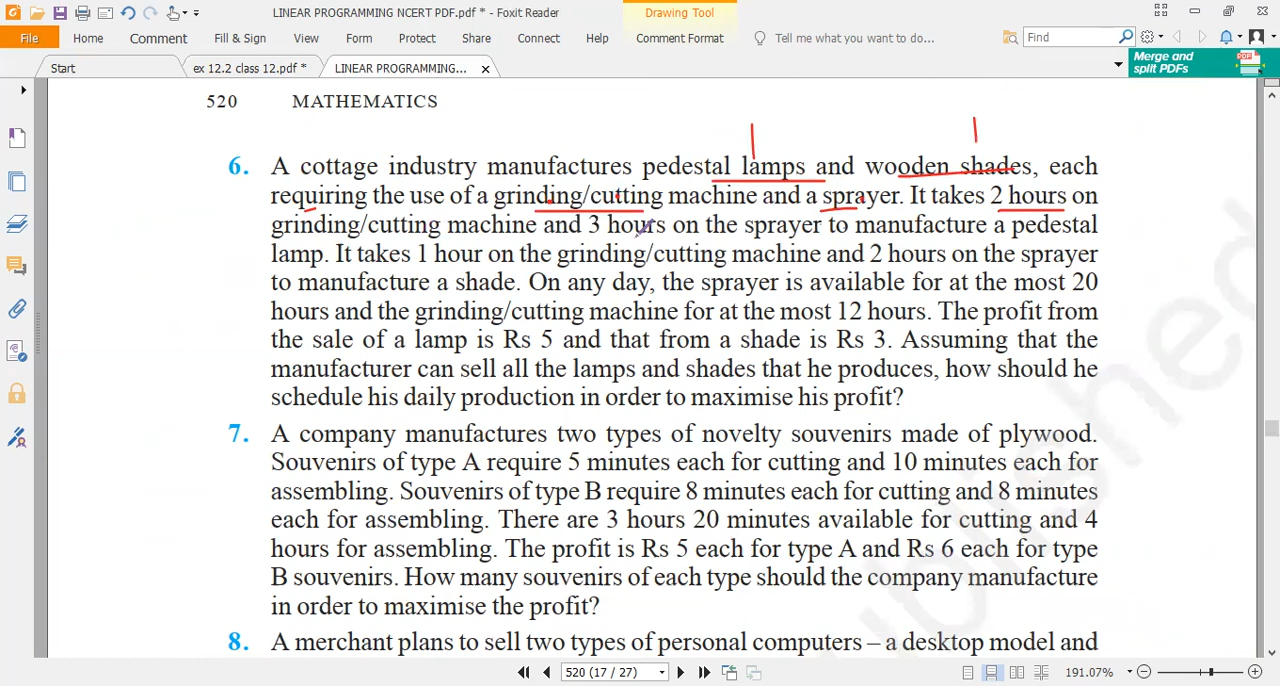 LINEAR PROGRAMMING NCERT PDF.pdf * - Foxit Reader
Drawing Tool
File
Home
Comment
Fill & Sign
View
Form
Protect
Share
Connect
Help
Comment Format
Tell me what you want to do...
Find
Start
ex 12.2 class 12.pdf *
LINEAR PROGRAMMING...
Merge and
split PDFs
520 MATHEMATICS
6. A cottage industry manufactures pedestal lamps and wooden shades, each
requiring the use of a grinding/cutting machine and a sprayer. It takes 2 hours on
grinding/cutting machine and 3 hours on the sprayer to manufacture a pedestal
lamp. It takes 1 hour on the grinding/cutting machine and 2 hours on the sprayer
to manufacture a shade. On any day, the sprayer is available for at the most 20
hours and the grinding/cutting machine for at the most 12 hours. The profit from
the sale of a lamp is Rs 5 and that from a shade is Rs 3. Assuming that the
manufacturer can sell all the lamps and shades that he produces, how should he
schedule his daily production in order to maximise his profit?
7. A company manufactures two types of novelty souvenirs made of plywood.
Souvenirs of type A require 5 minutes each for cutting and 10 minutes each for
assembling. Souvenirs of type B require 8 minutes each for cutting and 8 minutes
each for assembling. There are 3 hours 20 minutes available for cutting and 4
hours for assembling. The profit is Rs 5 each for type A and Rs 6 each for type
B souvenirs. How many souvenirs of each type should the company manufacture
in order to maximise the profit?
8. A merchant plans to sell two types of personal computers – a desktop model and
520 (17 / 27)
191.07%